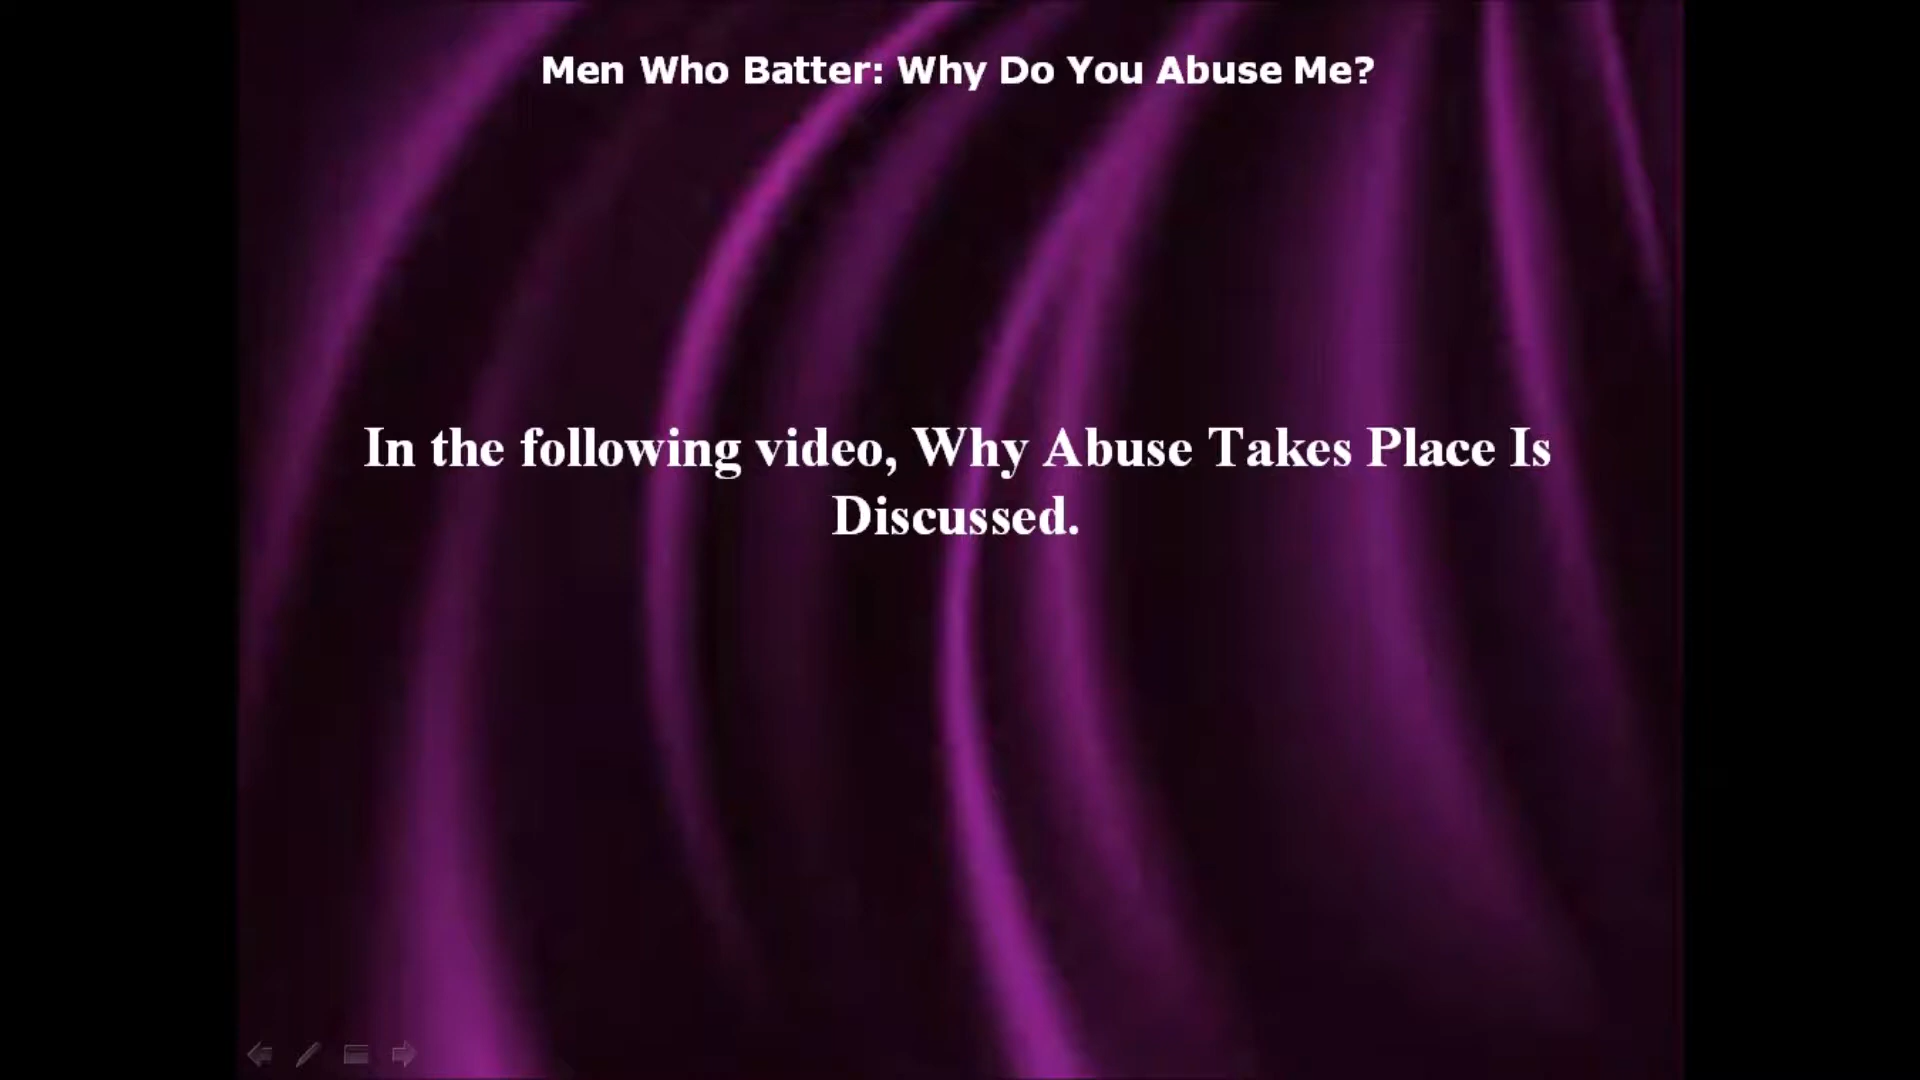 Men Who Batter: Why Do You Abuse Me?
In the following video, Why Abuse Takes Place Is
Discussed.